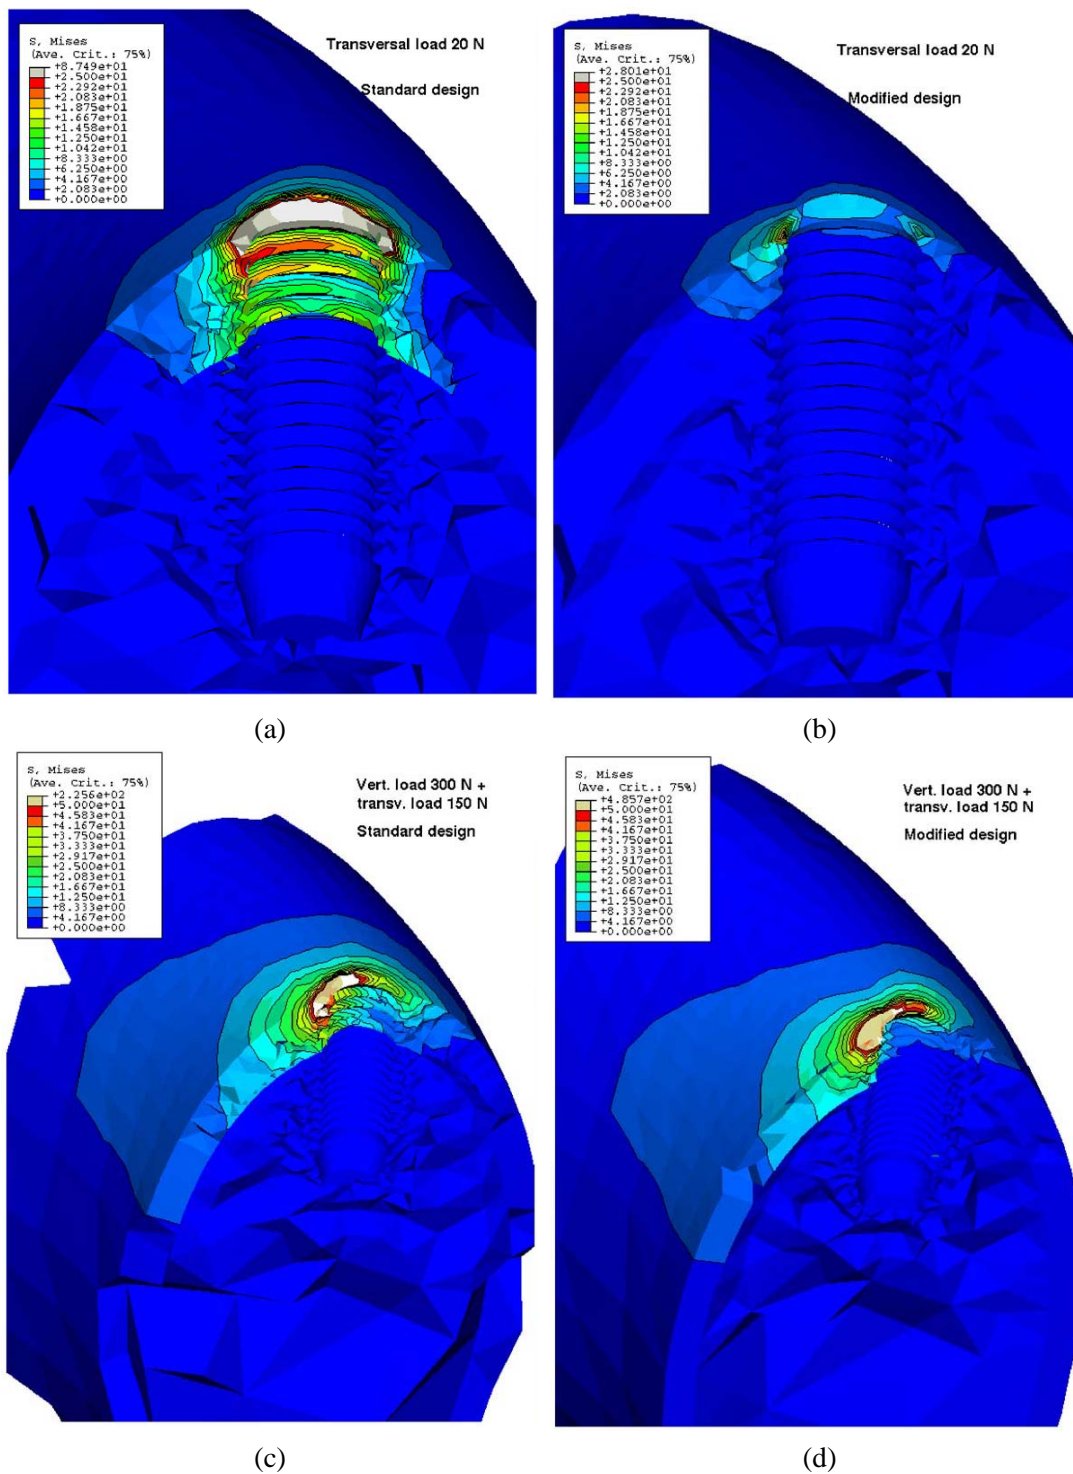 S, Mises
(Ave. Crit.: 75%)
+8.749e+01
+2.500e+01
+2.292e+01
+2.083e+01
+1.875e+01
+1.667e+01
+1.458e+01
+1.250e+01
+1.042e+01
+8.333e+00
+6.250e+00
+4.167e+00
+2.083e+00
+0.000e+00
Transversal load 20 N
Standard design
S, Mises
(Ave. Crit.: 75%)
+2.801e+01
+2.500e+01
+2.292e+01
+2.083e+01
+1.875e+01
+1.667e+01
+1.458e+01
+1.250e+01
+1.042e+01
+8.333e+00
+6.250e+00
+4.167e+00
+2.083e+00
+0.000e+00
Transversal load 20 N
Modified design
(a)
(b)
S, Mises
(Ave. Crit.: 75%)
+2.256e+02
+5.000e+01
+4.583e+01
+4.167e+01
+3.750e+01
+3.333e+01
+2.917e+01
+2.500e+01
+2.083e+01
+1.667e+01
+1.250e+01
+8.333e+00
+4.167e+00
+0.000e+00
Vert. load 300 N +
transv. load 150 N
Standard design
S, Mises
(Ave. Crit.: 75%)
+4.857e+02
+5.000e+01
+4.583e+01
+4.167e+01
+3.750e+01
+3.333e+01
+2.917e+01
+2.500e+01
+2.083e+01
+1.667e+01
+1.250e+01
+8.333e+00
+4.167e+00
+0.000e+00
Vert. load 300 N +
transv. load 150 N
Modified design
(c)
(d)